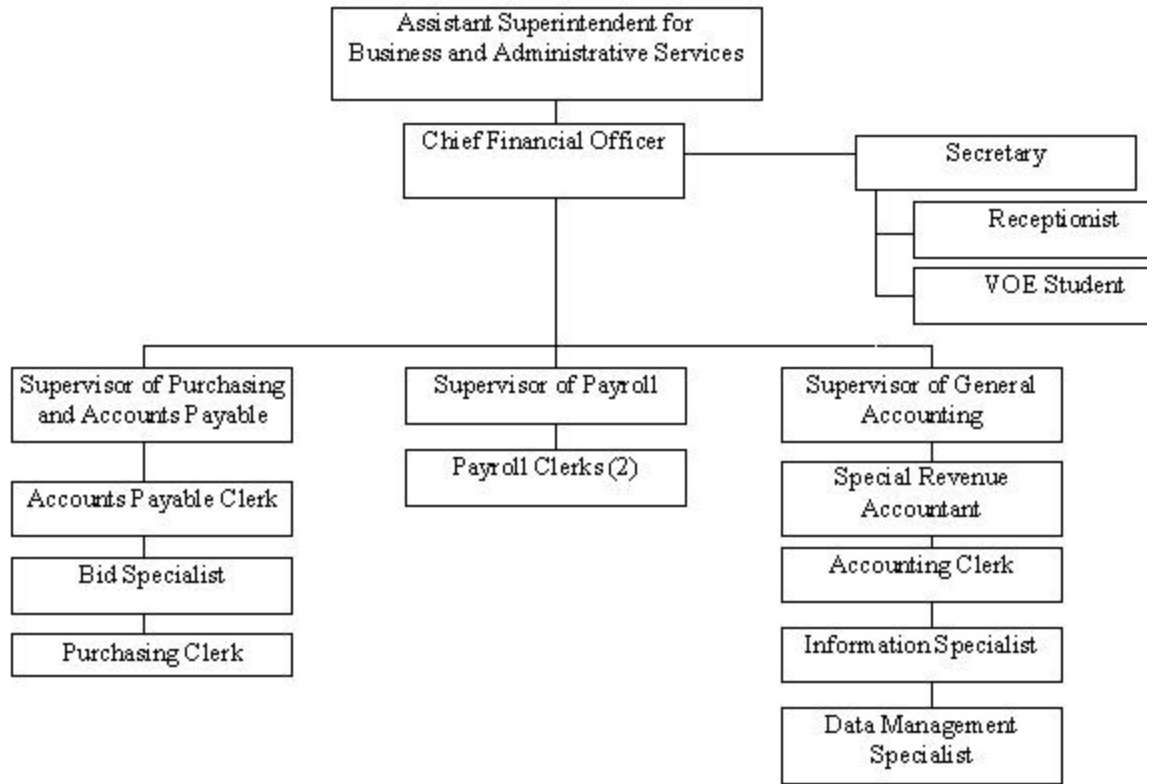 Assistant Superintendent for
Business and Administrative Services
Chief Financial Officer
Secretary
Receptionist
VOE Student
Supervisor of Purchasing
and Accounts Payable
Accounts Payable Clerk
Bid Specialist
Purchasing Clerk
Supervisor of Payroll
Payroll Clerks (2)
Supervisor of General
Accounting
Special Revenue
Accountant
Accounting Clerk
Information Specialist
Data Management
Specialist